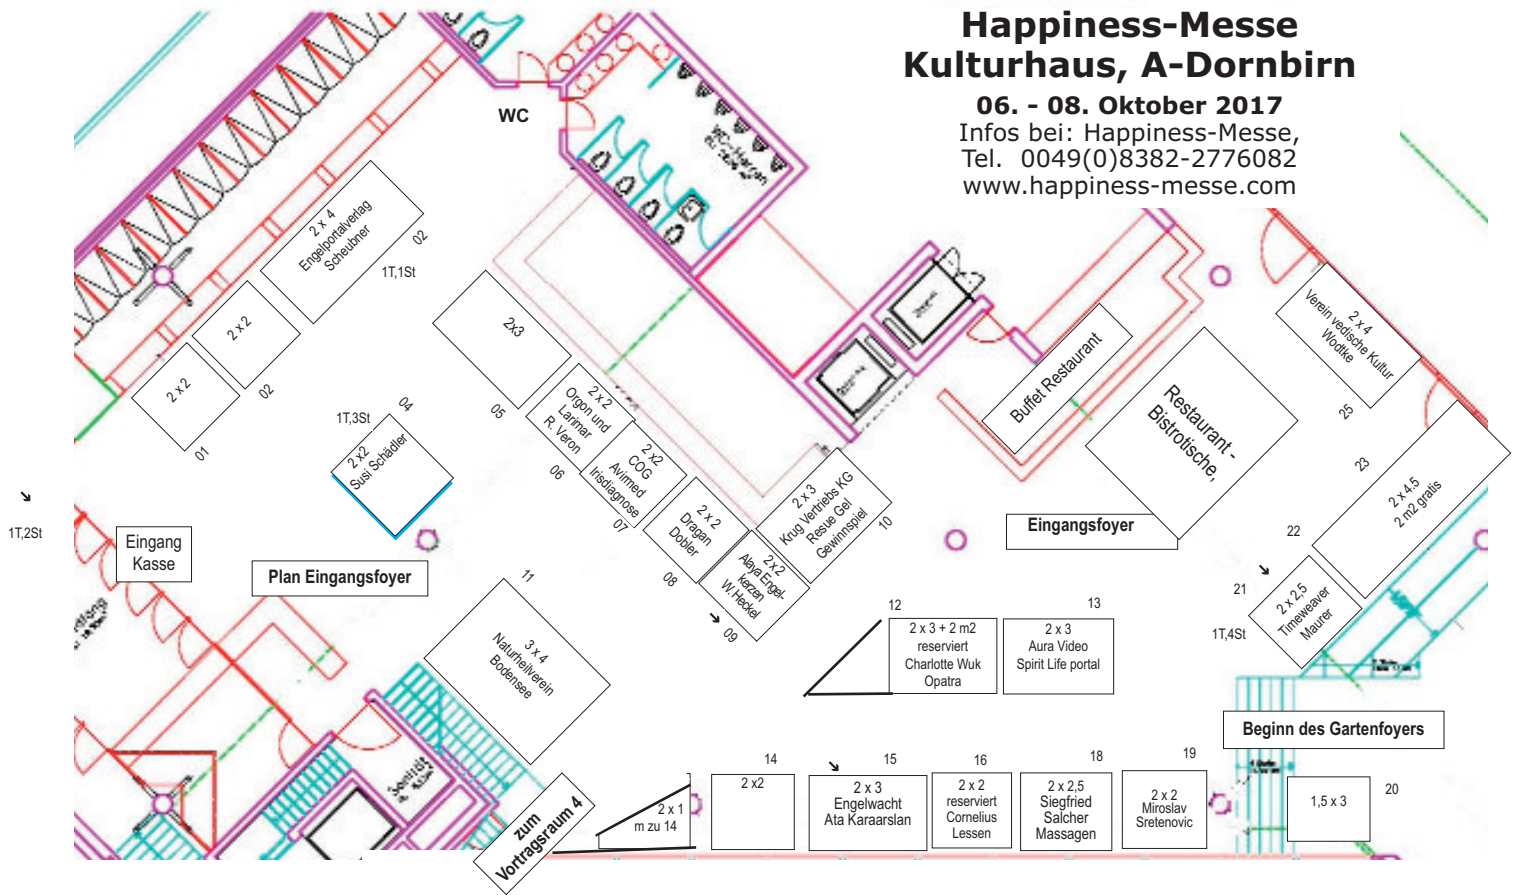 Happiness-Messe
Kulturhaus, A-Dornbirn
06. - 08. Oktober 2017
Infos bei: Happiness-Messe,
Tel. 0049(0)8382-2776082
www.happiness-messe.com
WC
WC-Herren
2 x 4
Engelportalverlag
Scheubner
02
1T,1St
2 x 2
02
2 x 2
01
2x3
05
1T,3St
04
2 x2
Susi Schädler
2 x 2
Orgon und
Larimar
R. Veron
06
2 x2
COG
Avirmed
Irisdiagnose
07
2 x 2
Dragan
Dobler
08
2x2
Alaya Engel-
kerzen
W.Heckel
09
2 x 3
Krug Vertriebs KG
Resue Gel
Gewinnspiel
10
Buffet Restaurant
Restaurant -
Bistrotische,
2 x 4
Verein vedische Kultur
Wodtke
25
23
2 x 4,5
2 m2 gratis
22
21
2 x 2,5
Timeweaver
Maurer
1T,4St
1T,2St
Eingang
Kasse
Plan Eingangsfoyer
Eingangsfoyer
11
3 x 4
Naturheilverein
Bodensee
12
2 x 3 + 2 m2
reserviert
Charlotte Wuk
Opatra
13
2 x 3
Aura Video
Spirit Life portal
Beginn des Gartenfoyers
Sanität
zum
Vortragsraum 4
2 x 1
m zu 14
14
2 x2
15
2 x 3
Engelwacht
Ata Karaarslan
16
2 x 2
reserviert
Cornelius
Lessen
18
2 x 2,5
Siegfried
Salcher
Massagen
19
2 x 2
Miroslav
Sretenovic
1,5 x 3
20